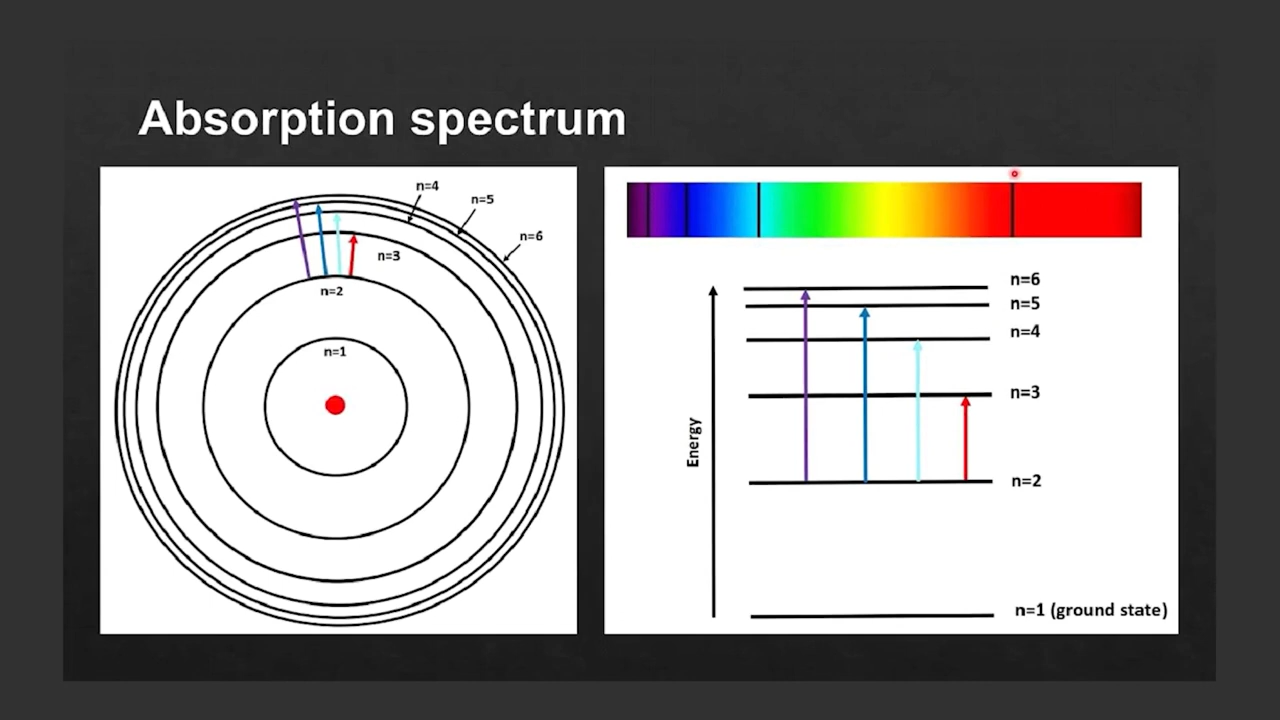 Absorption spectrum
n=4
n=5
n=6
n=3
n=2
n=1
n=6
n=5
n=4
n=3
n=2
n=1 (ground state)
Energy